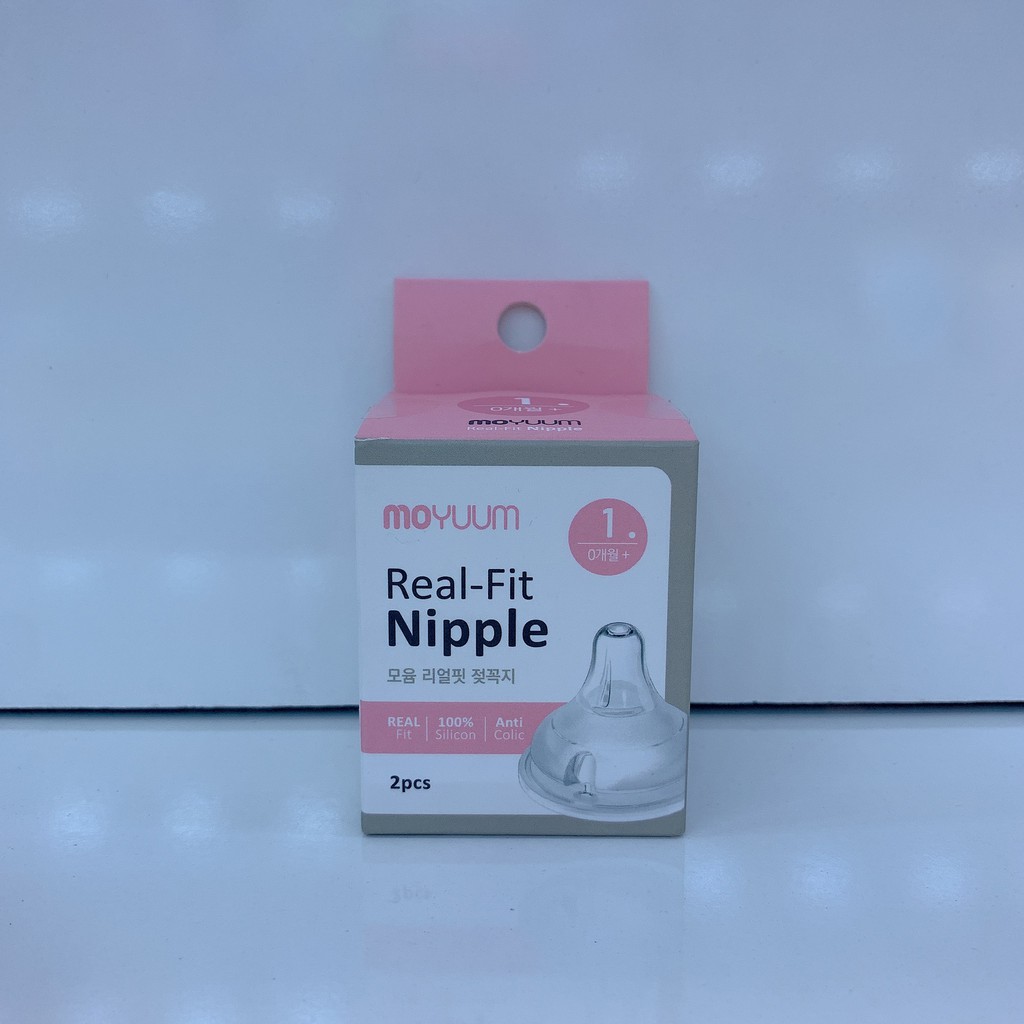 1.
0개월 +
moyuum
Real-Fit Nipple
moyuum
1.
0개월 +
Real-Fit
Nipple
모윰 리얼핏 젖꼭지
REAL Fit
100% Silicon
Anti Colic
2pcs